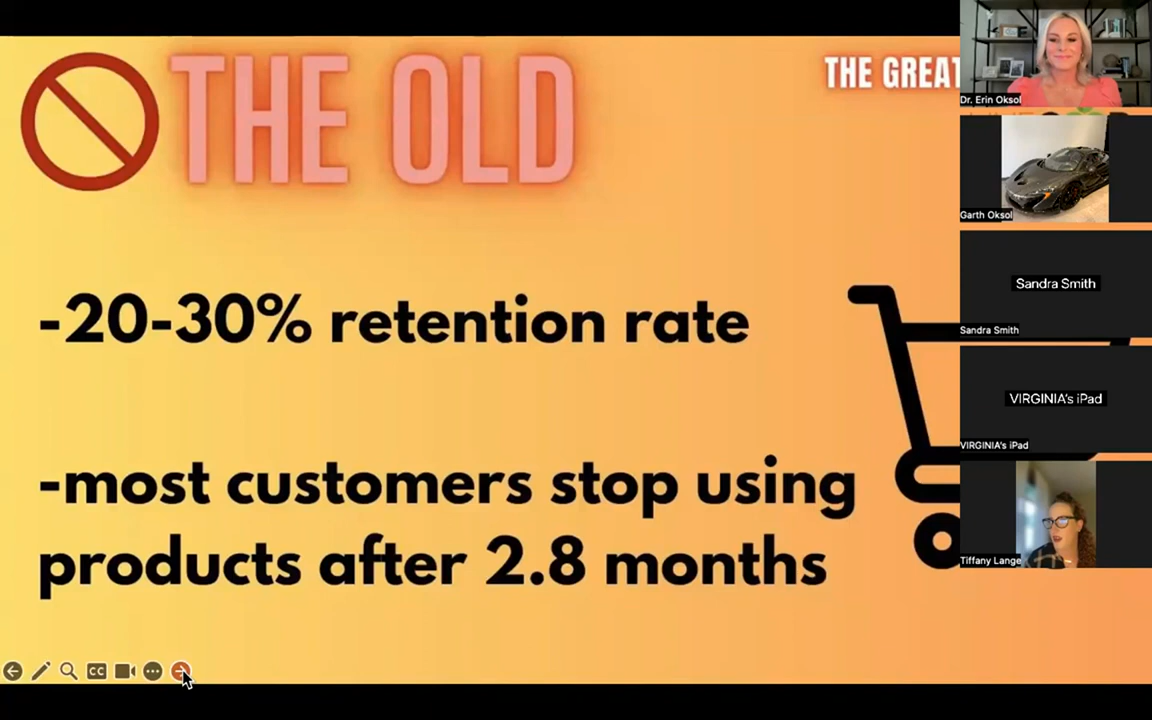 THE OLD
THE GREAT
-20-30% retention rate
-most customers stop using
products after 2.8 months
CC
Dr. Erin Oksol
Garth Oksol
Sandra Smith
Sandra Smith
VIRGINIA's iPad
VIRGINIA's iPad
Tiffany Lange